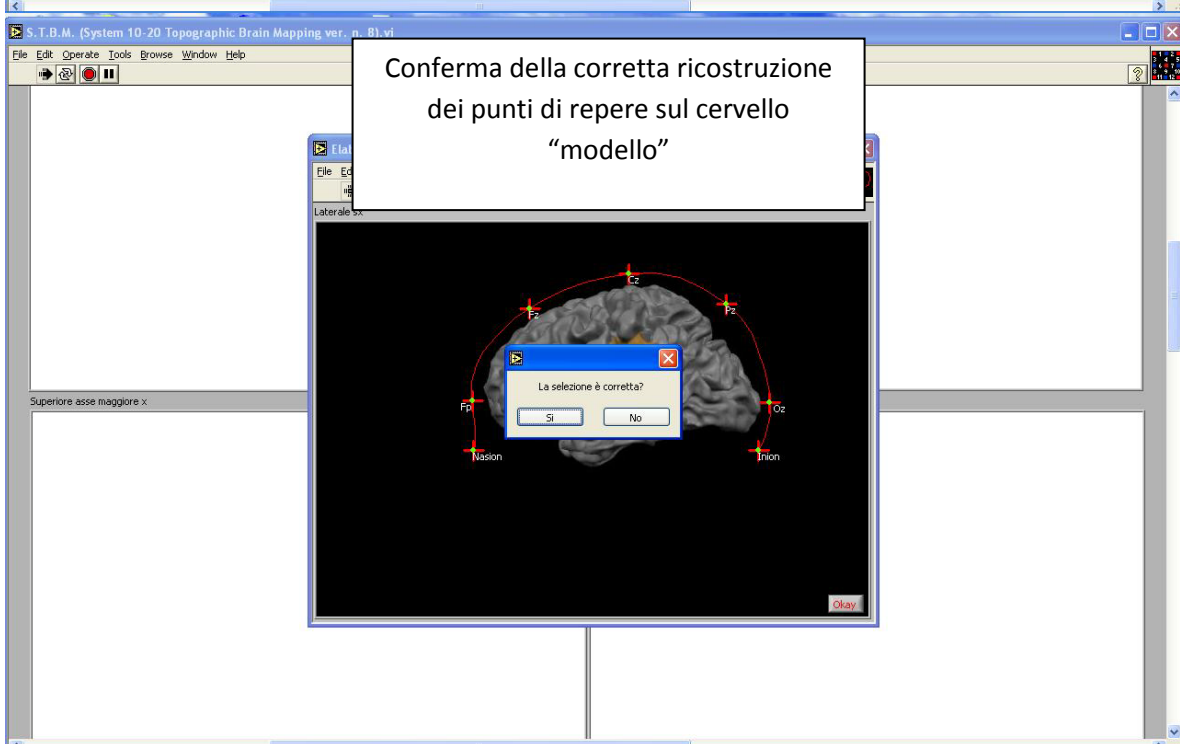 S.T.B.M. (System 10-20 Topographic Brain Mapping ver. n. 8).vi
File Edit Operate Tools Browse Window Help
Conferma della corretta ricostruzione
dei punti di repere sul cervello
“modello”
File
Laterale sx
Cz
Fz
Pz
La selezione è corretta?
Si No
Fp
Oz
Nasion
Inion
Okay
Superiore asse maggiore x